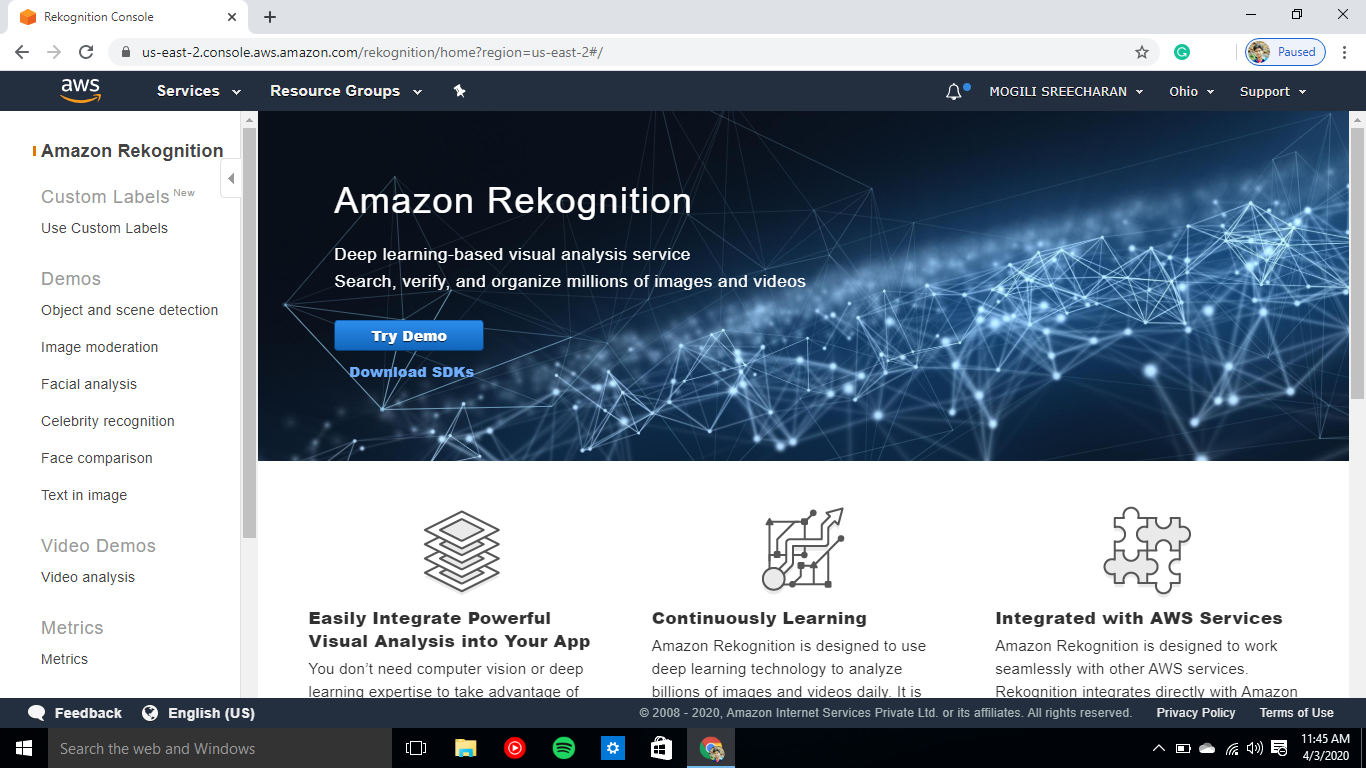 Rekognition Console
us-east-2.console.aws.amazon.com/rekognition/home?region=us-east-2#/
Paused
aws
Services
Resource Groups
MOGILI SREECHARAN
Ohio
Support
Amazon Rekognition
Custom Labels New
Use Custom Labels
Demos
Object and scene detection
Image moderation
Facial analysis
Celebrity recognition
Face comparison
Text in image
Video Demos
Video analysis
Metrics
Metrics
Amazon Rekognition
Deep learning-based visual analysis service
Search, verify, and organize millions of images and videos
Try Demo
Download SDKs
Easily Integrate Powerful
Visual Analysis into Your App
You don’t need computer vision or deep
learning expertise to take advantage of
Continuously Learning
Amazon Rekognition is designed to use
deep learning technology to analyze
billions of images and videos daily. It is
Integrated with AWS Services
Amazon Rekognition is designed to work
seamlessly with other AWS services.
Rekognition integrates directly with Amazon
Feedback
English (US)
© 2008 - 2020, Amazon Internet Services Private Ltd. or its affiliates. All rights reserved.
Privacy Policy
Terms of Use
Search the web and Windows
11:45 AM
4/3/2020